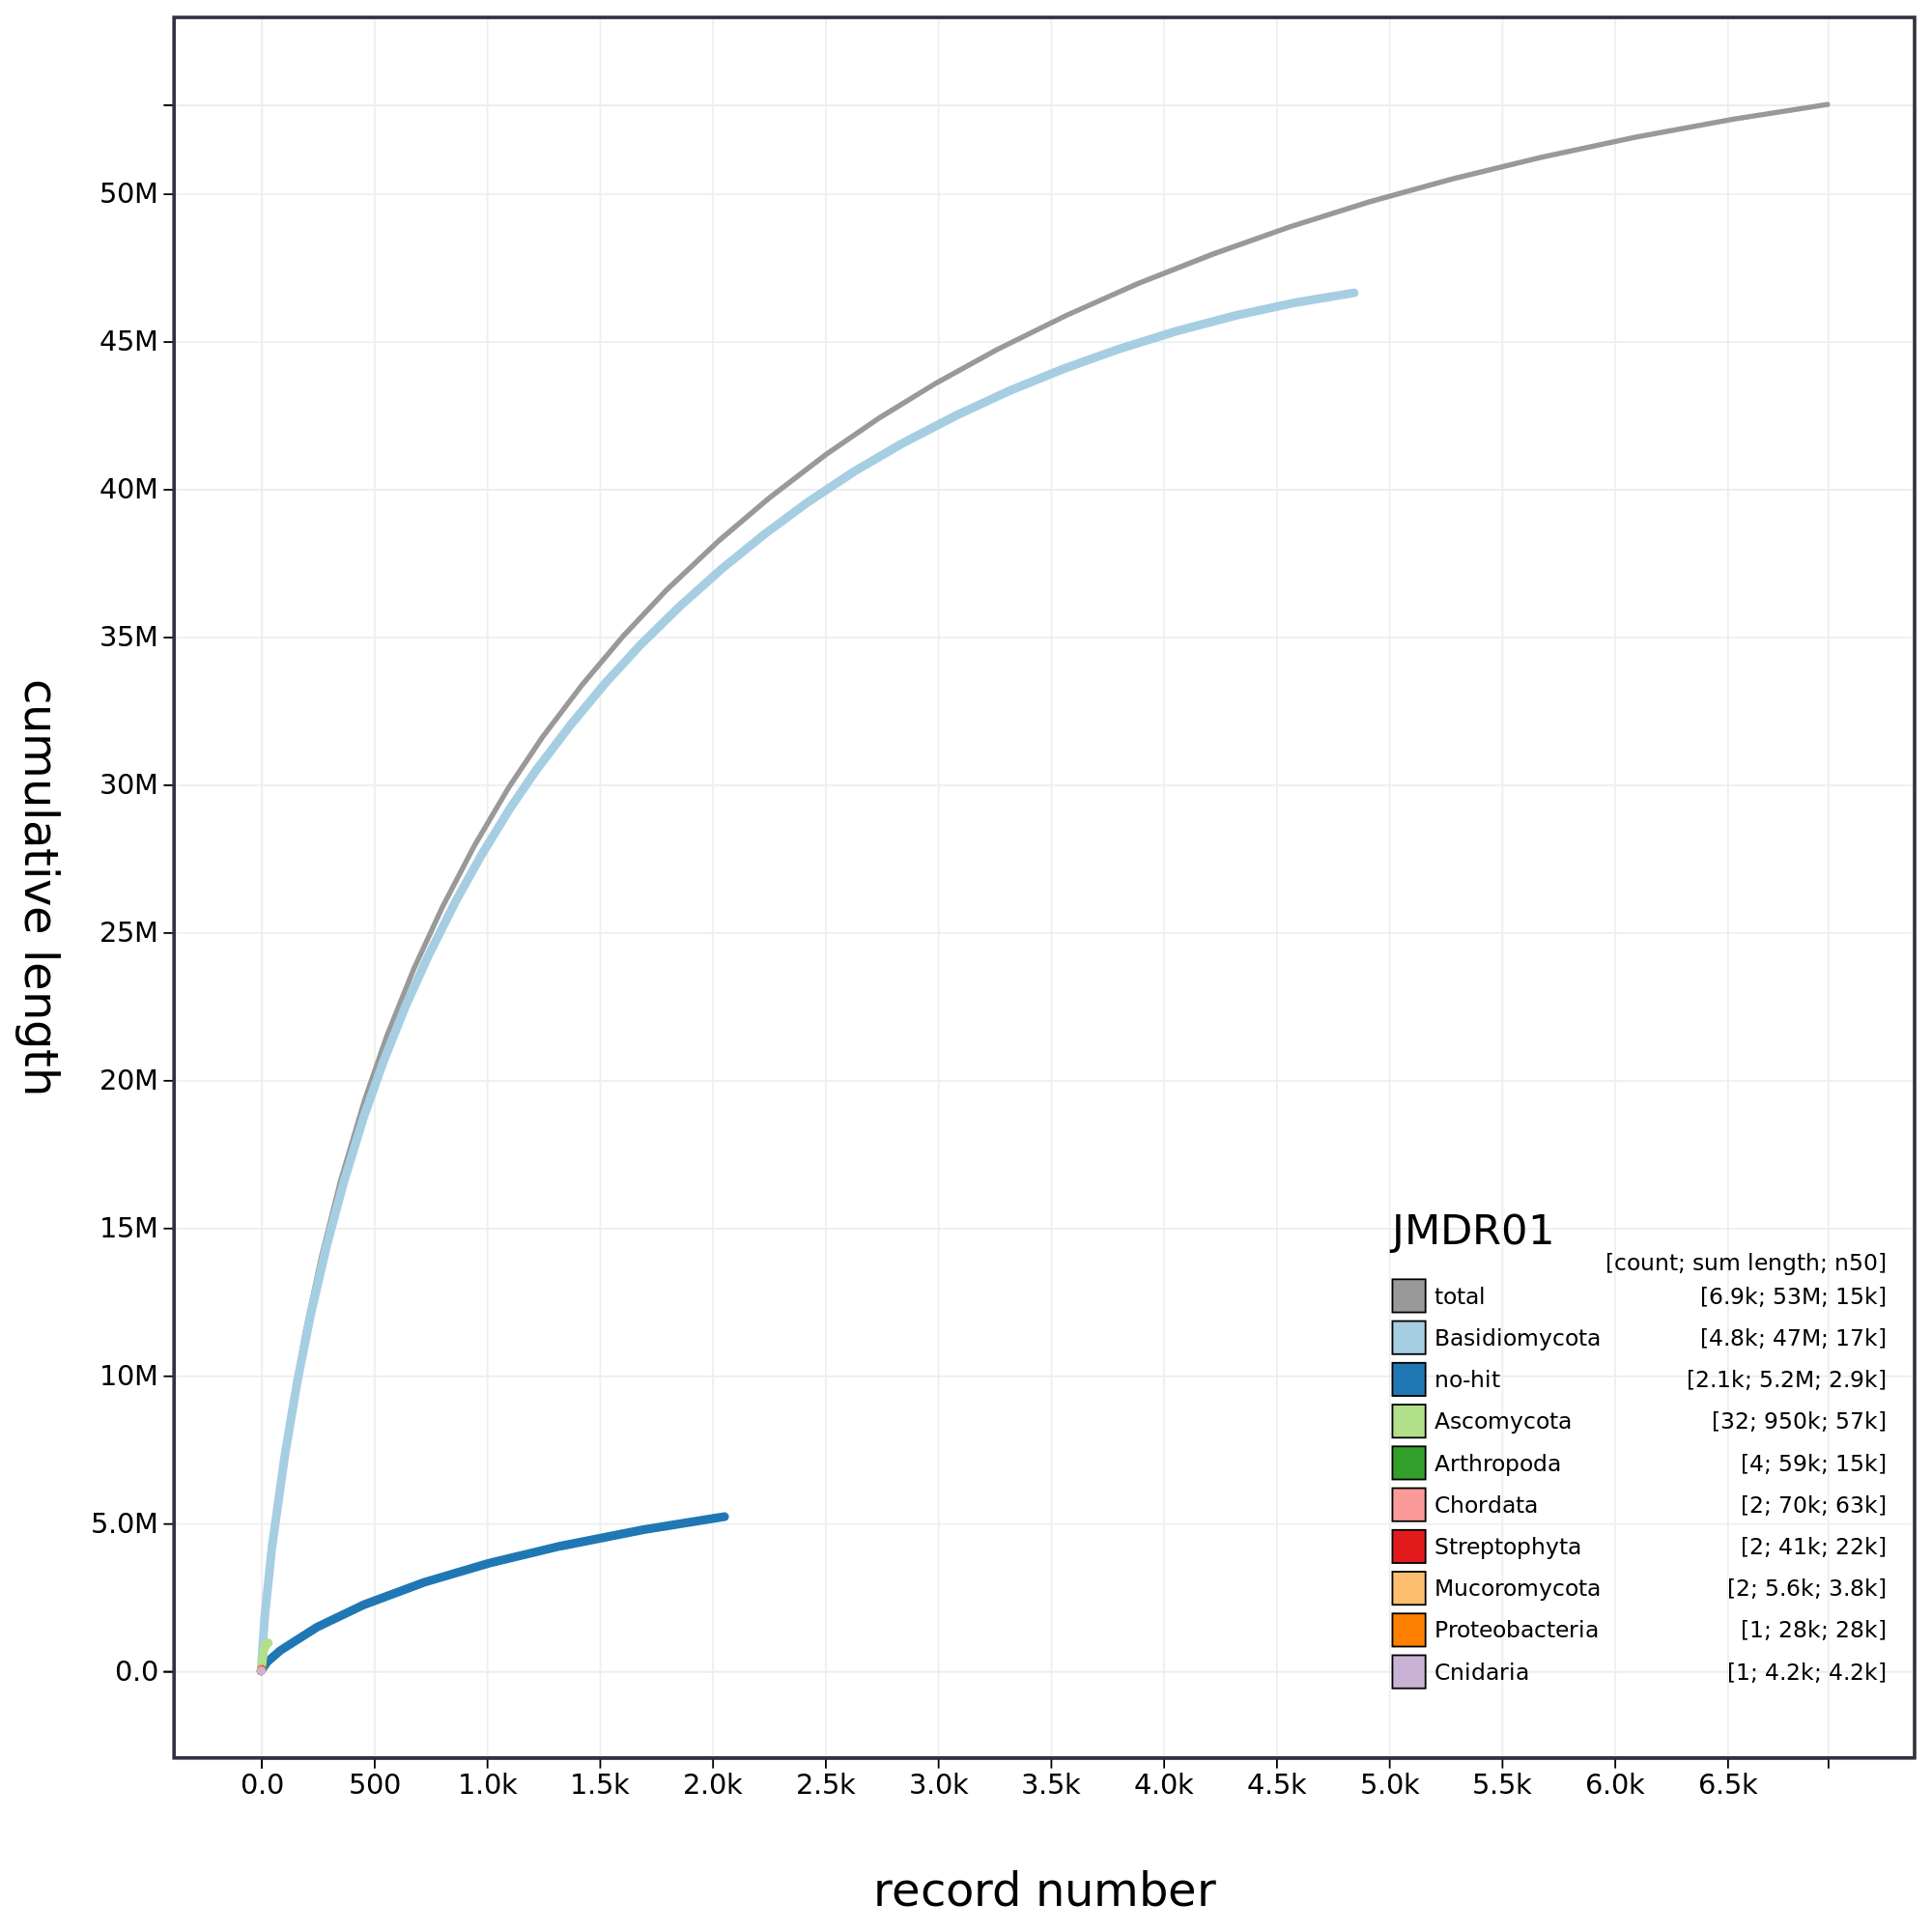 cumulative length
50M
45M
40M
35M
30M
25M
20M
15M
10M
5.0M
0.0
JMDR01
[count; sum length; n50]
total [6.9k; 53M; 15k]
Basidiomycota [4.8k; 47M; 17k]
no-hit [2.1k; 5.2M; 2.9k]
Ascomycota [32; 950k; 57k]
Arthropoda [4; 59k; 15k]
Chordata [2; 70k; 63k]
Streptophyta [2; 41k; 22k]
Mucoromycota [2; 5.6k; 3.8k]
Proteobacteria [1; 28k; 28k]
Cnidaria [1; 4.2k; 4.2k]
0.0 500 1.0k 1.5k 2.0k 2.5k 3.0k 3.5k 4.0k 4.5k 5.0k 5.5k 6.0k 6.5k
record number